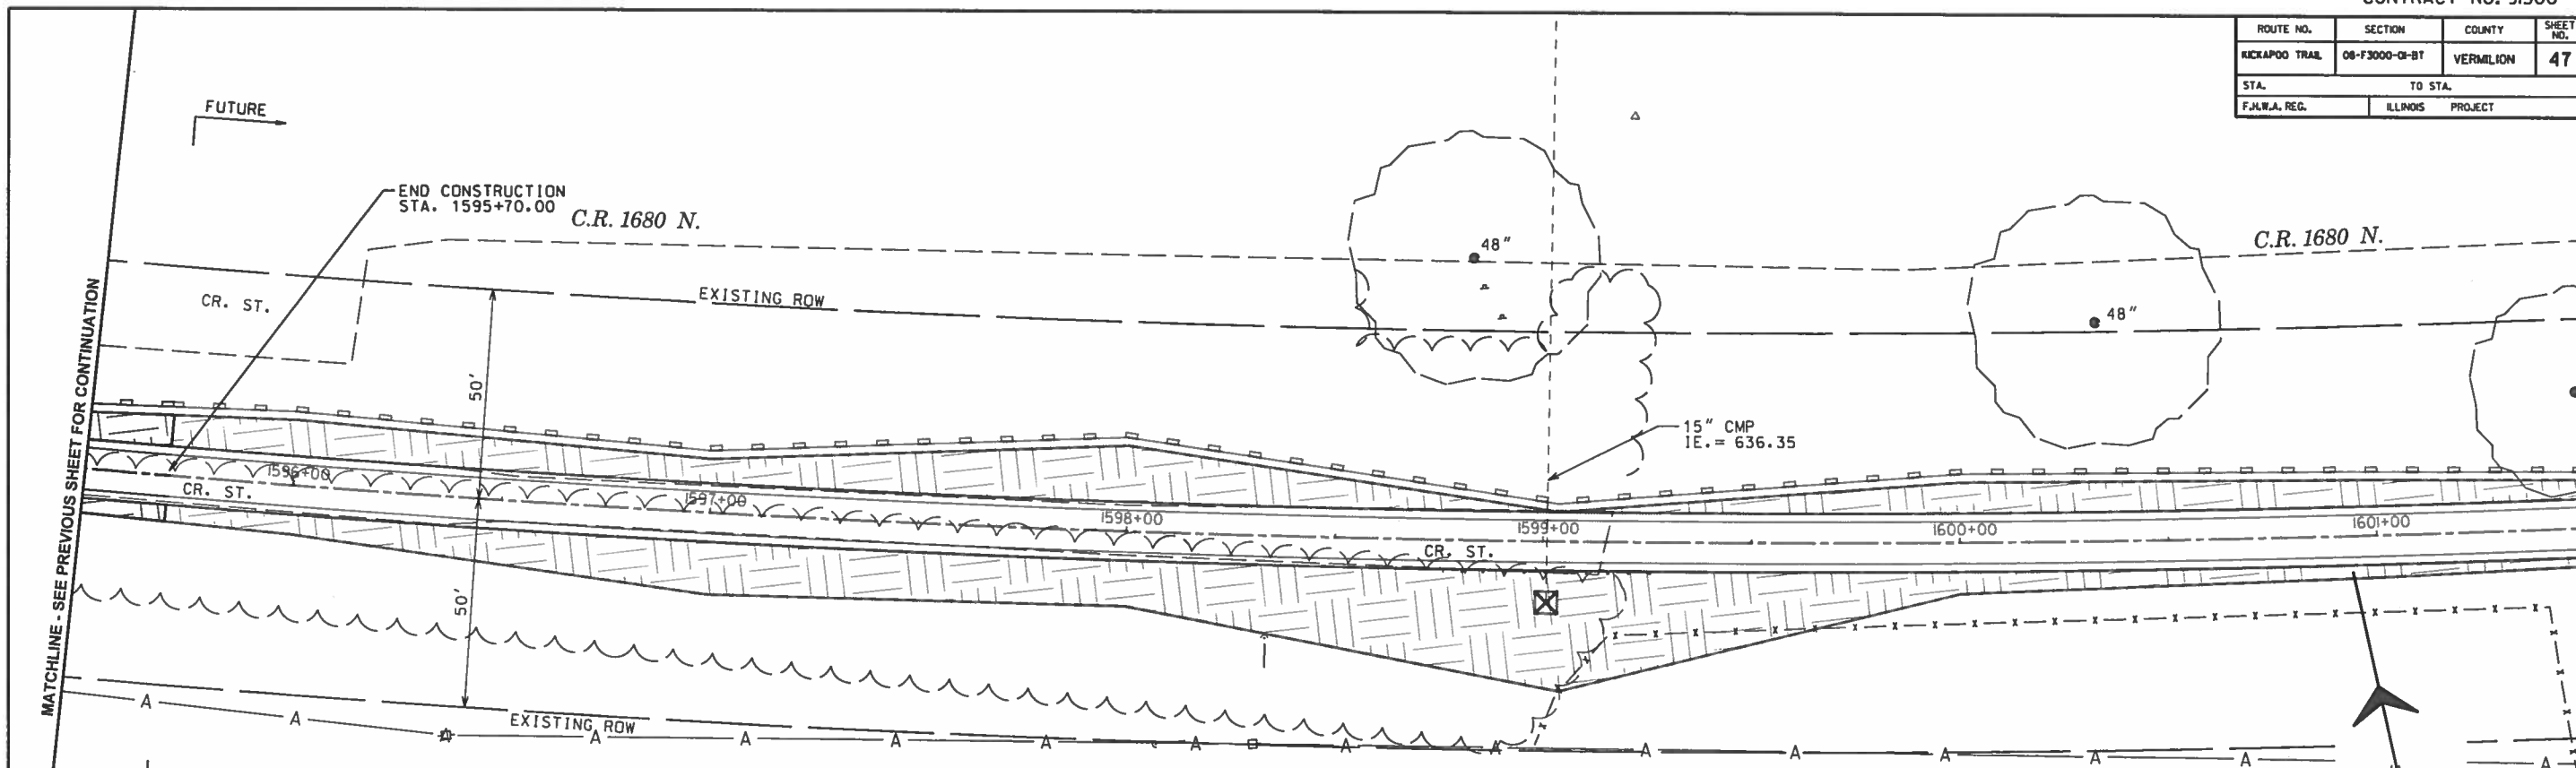 ROUTE NO. SECTION COUNTY SHEET NO.
KICKAPOO TRAIL 08-F3000-01-BT VERMILION 47
STA. TO STA.
F.H.W.A. REG. ILLINOIS PROJECT
FUTURE
END CONSTRUCTION
STA. 1595+70.00
C.R. 1680 N.
C.R. 1680 N.
48"
48"
CR. ST.
EXISTING ROW
MATCHLINE - SEE PREVIOUS SHEET FOR CONTINUATION
50'
15" CMP
IE.= 636.35
1596+00
1597+00
1598+00
1599+00
1600+00
1601+00
CR. ST.
CR. ST.
50'
EXISTING ROW
A A A A A A A A A A A A A A A A A